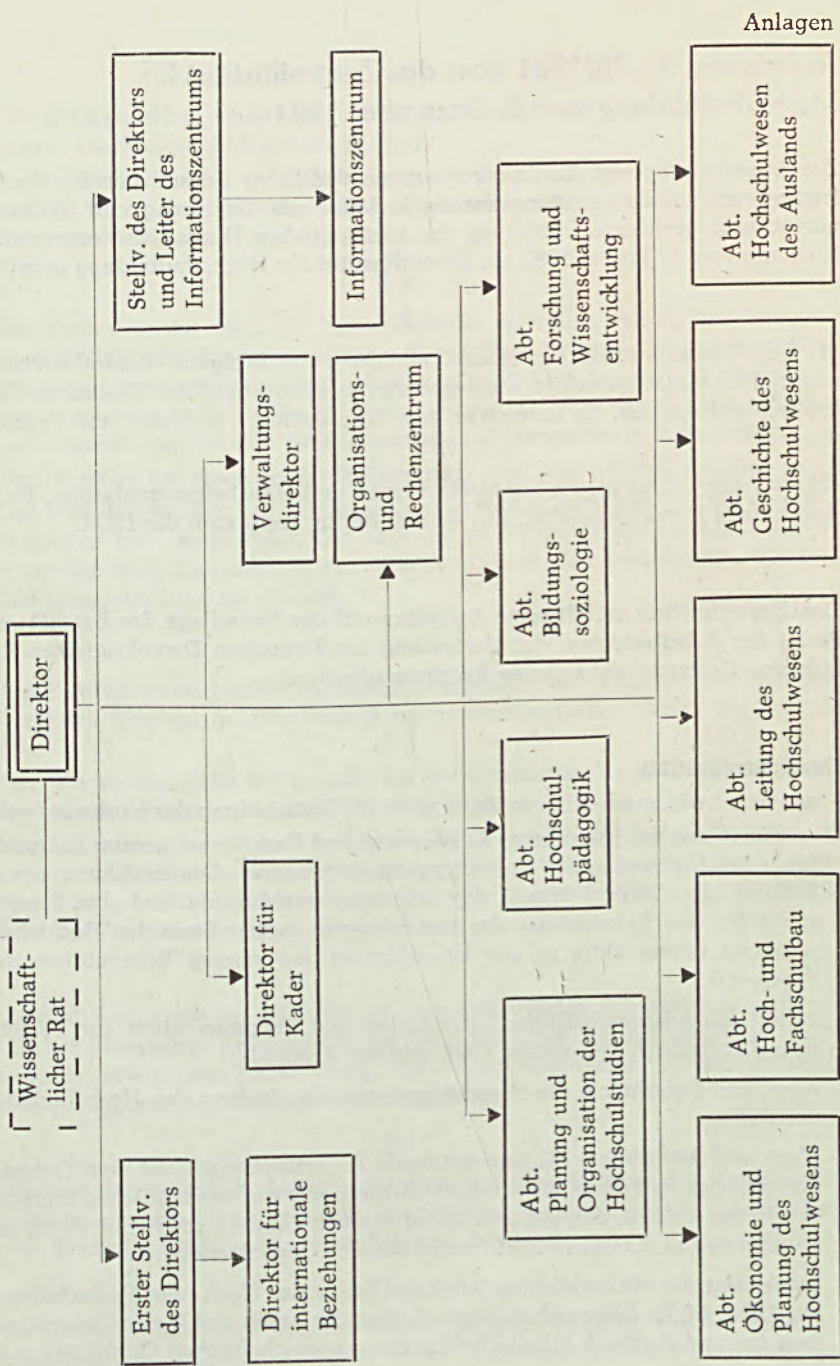 Anlagen
Direktor
Wissenschaft-
licher Rat
Erster Stellv.
des Direktors
Stellv. des Direktors
und Leiter des
Informationszentrums
Direktor für
internationale
Beziehungen
Direktor für
Kader
Verwaltungs-
direktor
Organisations-
und
Rechenzentrum
Informationszentrum
Abt.
Planung und
Organisation der
Hochschulstudien
Abt.
Hochschul-
pädagogik
Abt.
Bildungs-
soziologie
Abt.
Forschung und
Wissenschafts-
entwicklung
Abt.
Ökonomie und
Planung des
Hochschulwesens
Abt.
Hoch- und
Fachschulbau
Abt.
Leitung des
Hochschulwesens
Abt.
Geschichte des
Hochschulwesens
Abt.
Hochschulwesen
des Auslands